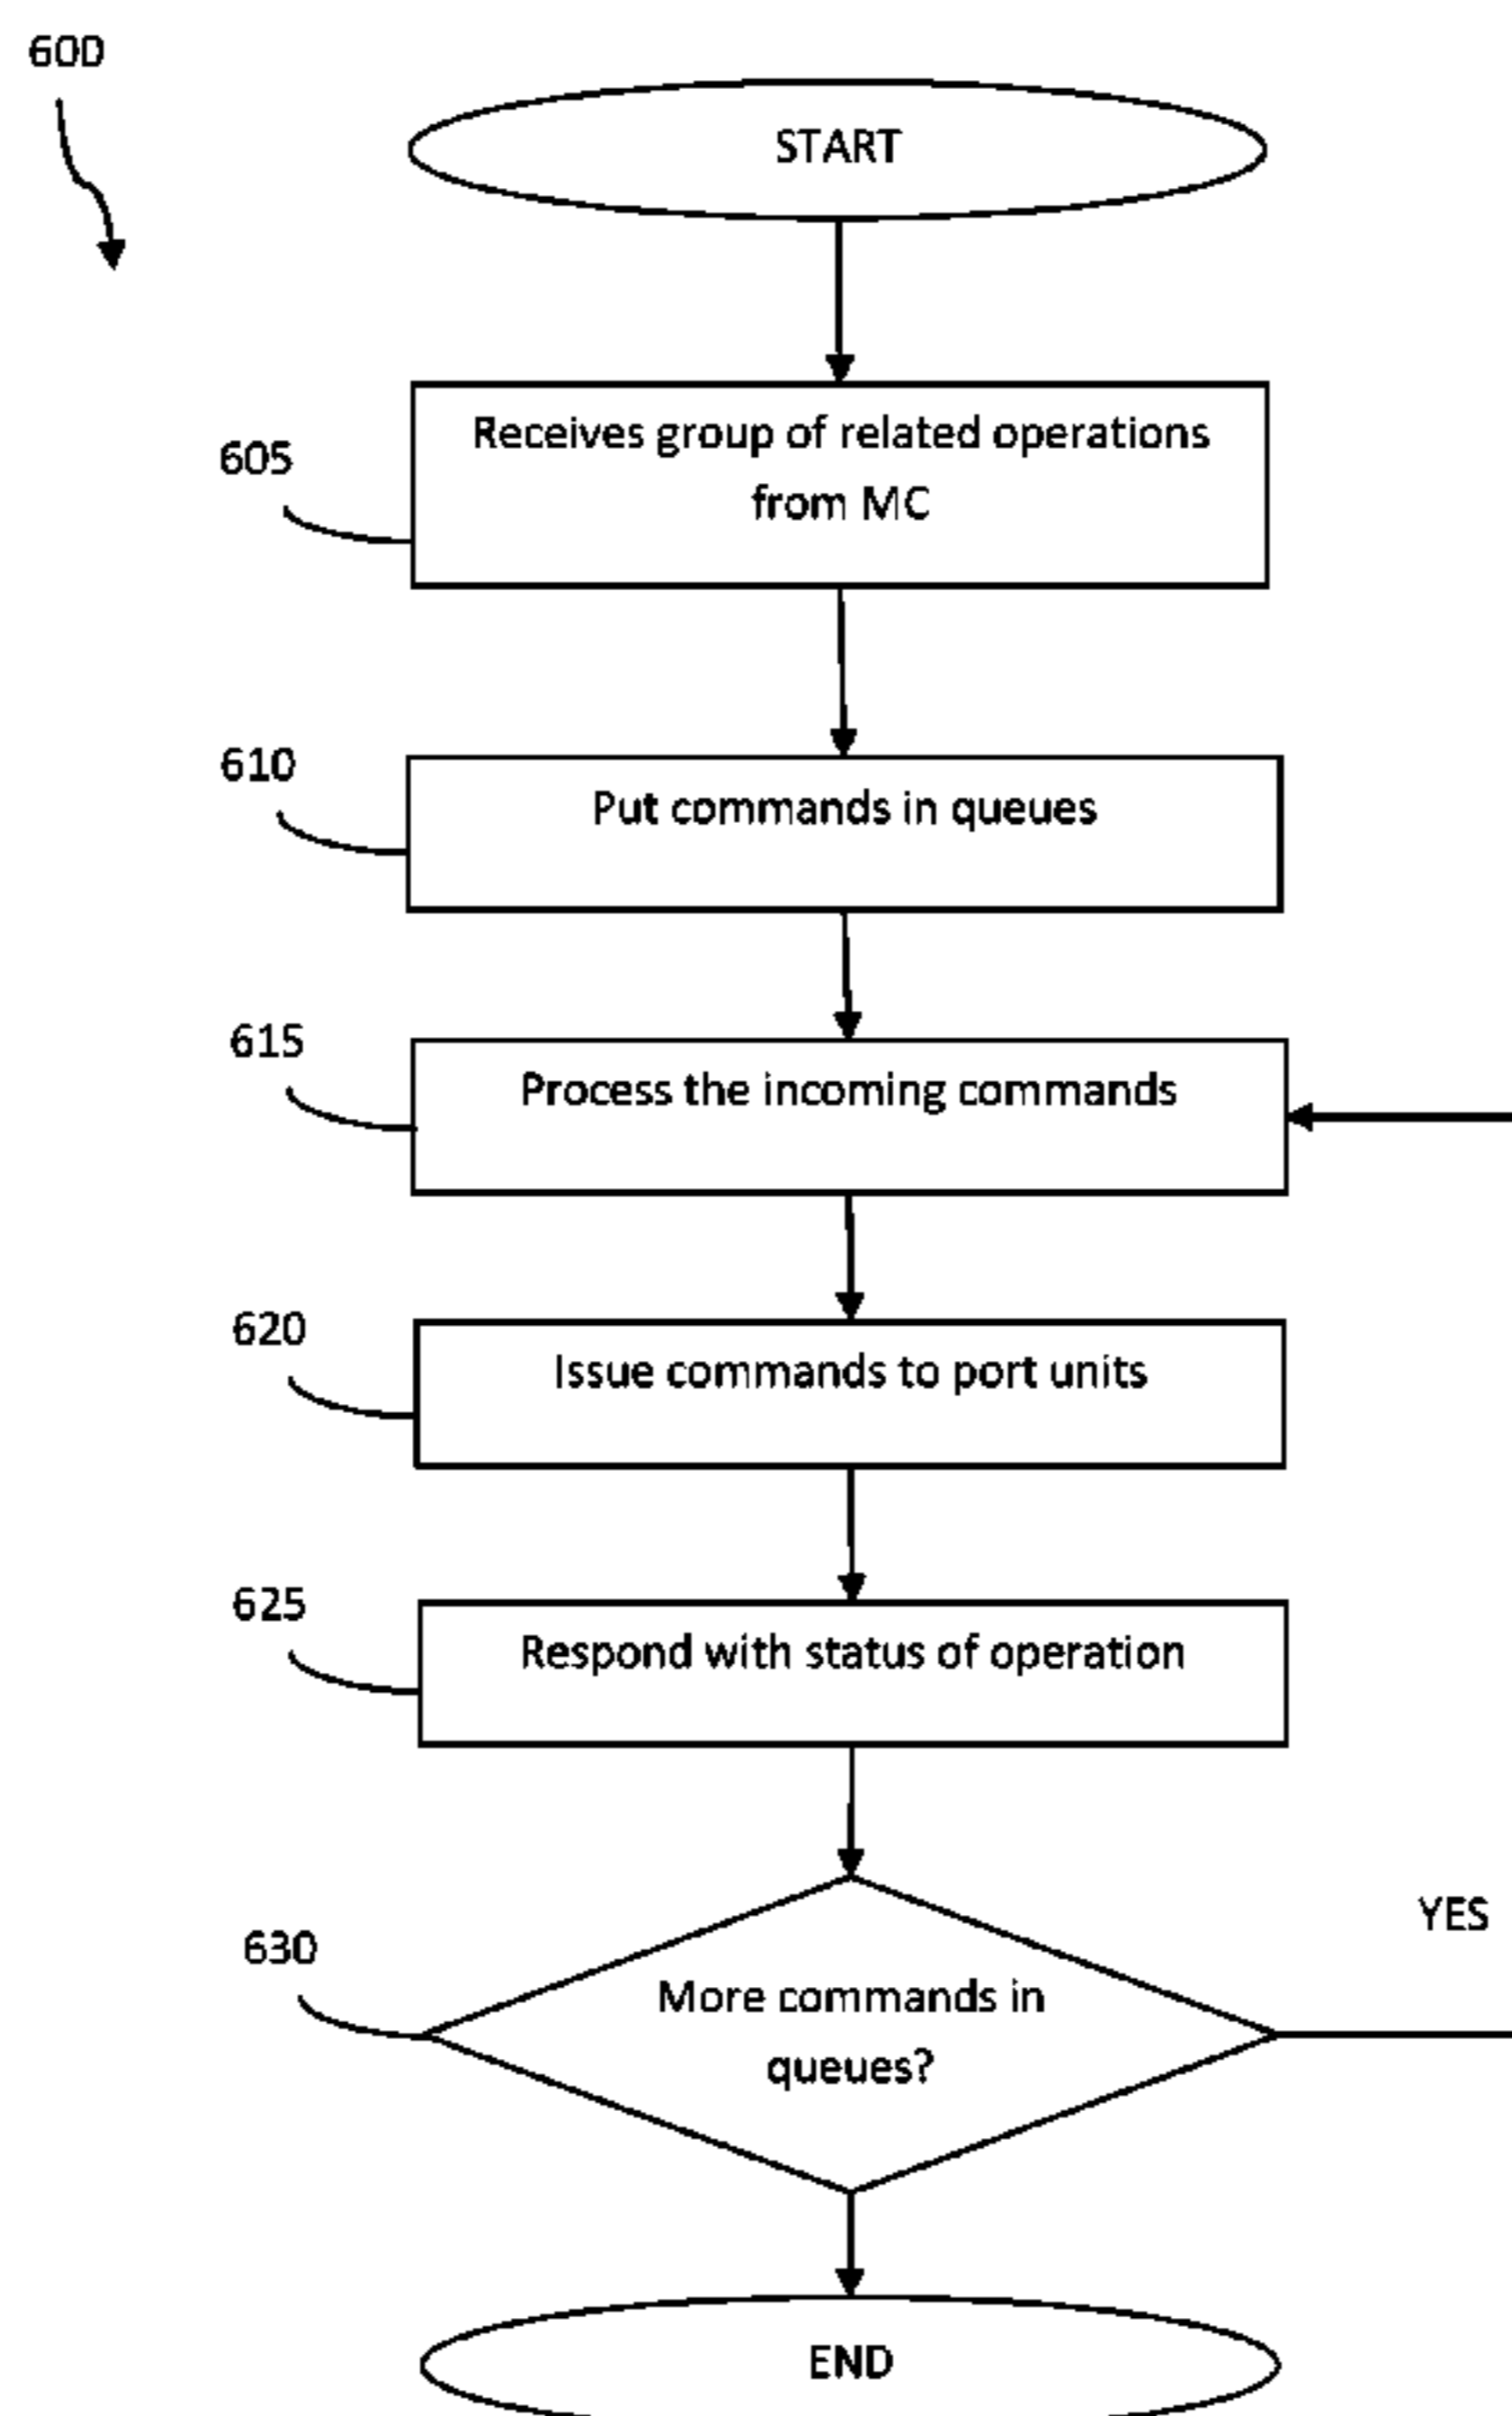 600
START
605
Receives group of related operations
from MC
610
Put commands in queues
615
Process the incoming commands
620
Issue commands to port units
625
Respond with status of operation
YES
630
More commands in
queues?
END